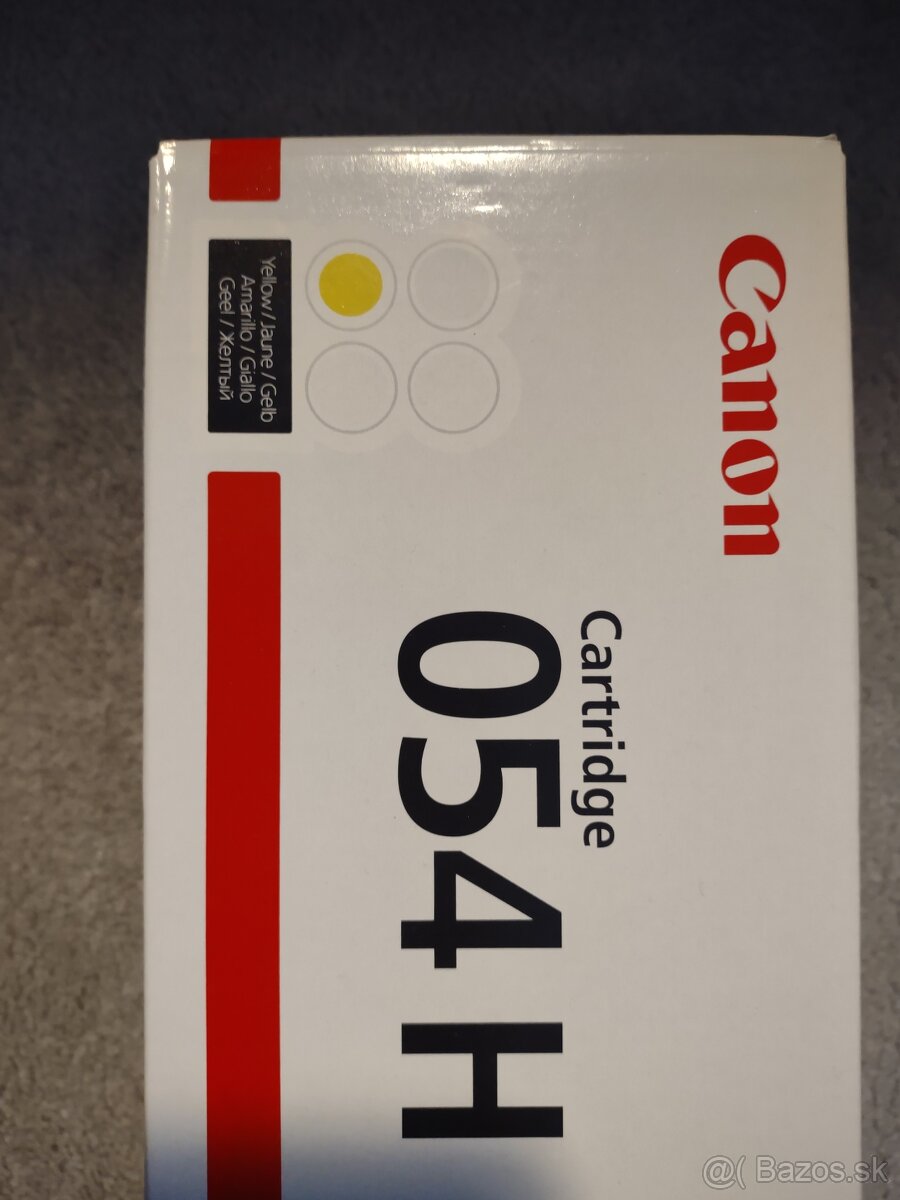 Canon
Cartridge
054 H
Yellow / Jaune / Gelb
Amarillo / Giallo
Geel / Желтый
@( Bazos.sk